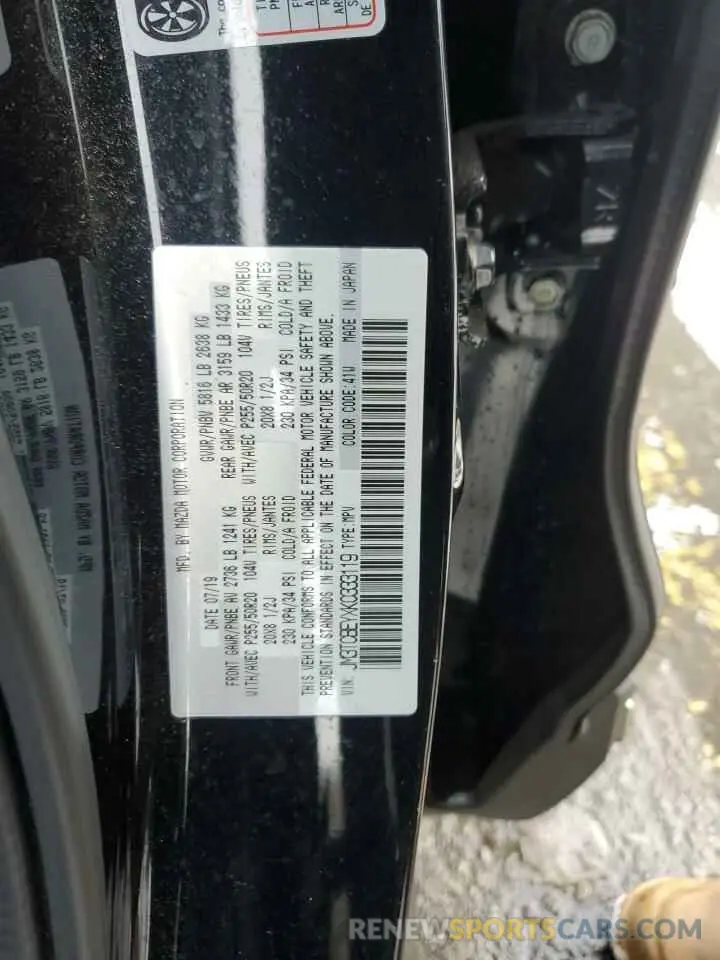 MFD. BY MAZDA MOTOR CORPORATION
DATE 07/19 GVWR/PNBV 5816 LB 2638 KG
FRONT GAWR/PNBE AV 2736 LB 1241 KG REAR GAWR/PNBE AR 3159 LB 1433 KG
WITH/AVEC P255/50R20 104V TIRES/PNEUS WITH/AVEC P255/50R20 104V TIRES/PNEUS
20X8 1/2J RIMS/JANTES 20X8 1/2J RIMS/JANTES
230 KPA/34 PSI COLD/A FROID 230 KPA/34 PSI COLD/A FROID
THIS VEHICLE CONFORMS TO ALL APPLICABLE FEDERAL MOTOR VEHICLE SAFETY AND THEFT
PREVENTION STANDARDS IN EFFECT ON THE DATE OF MANUFACTURE SHOWN ABOVE.
VIN. JM3TCBEYXK0333119 TYPE:MPV COLOR CODE:41W MADE IN JAPAN
The co
RENEWSPORTSCARS.COM